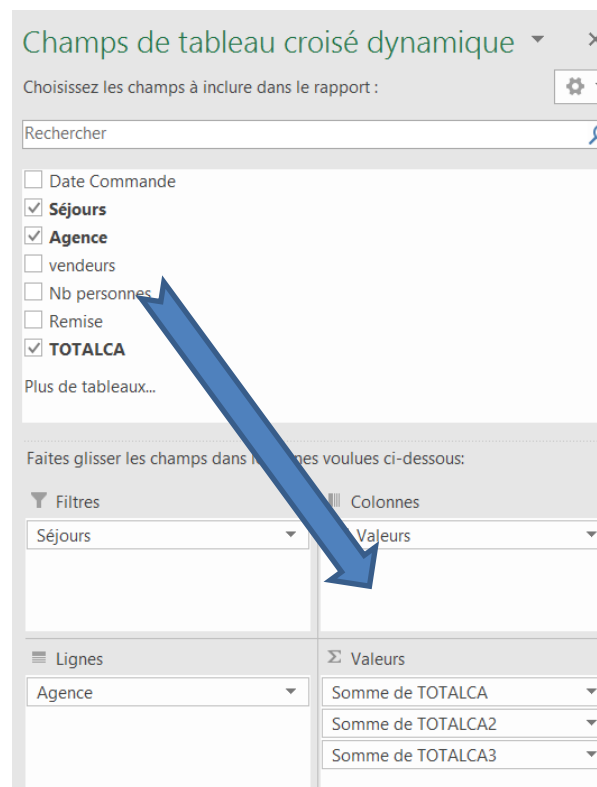 Champs de tableau croisé dynamique
Choisissez les champs à inclure dans le rapport :
Rechercher
Date Commande
Séjours
Agence
vendeurs
Nb personnes
Remise
TOTALCA
Plus de tableaux...
Faites glisser les champs dans voulues ci-dessous:
Filtres
Colonnes
Séjours
Valeurs
Lignes
Σ Valeurs
Agence
Somme de TOTALCA
Somme de TOTALCA2
Somme de TOTALCA3